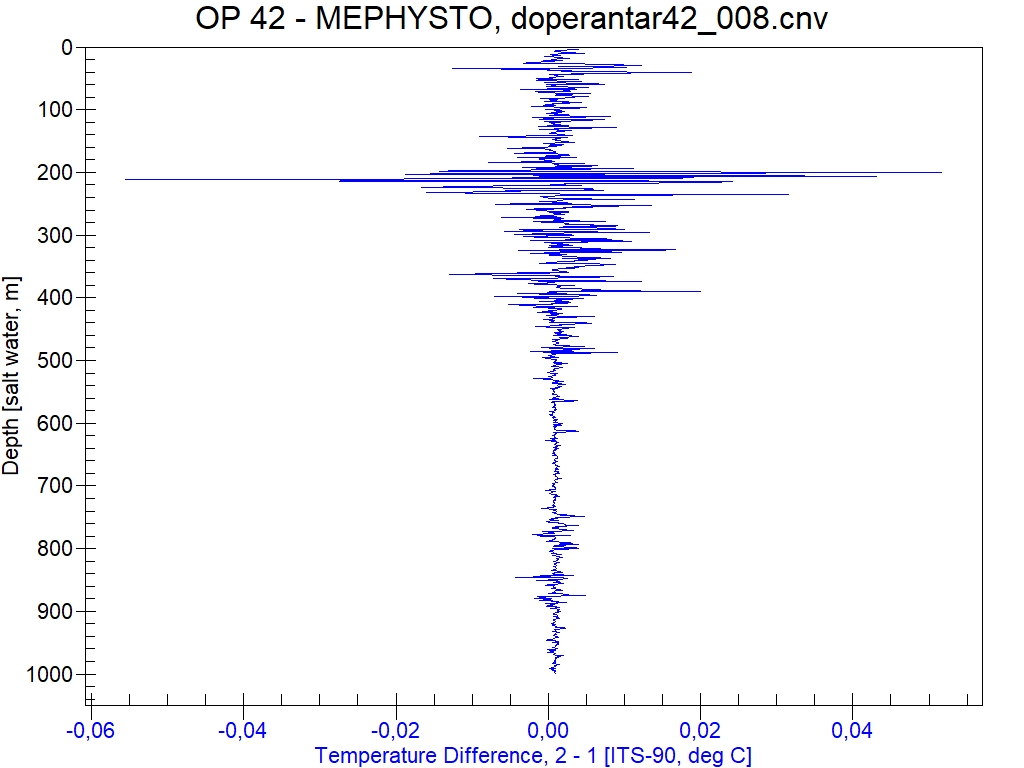 OP 42 - MEPHYSTO, doperantar42_008.cnv
Depth [salt water, m]
0
100
200
300
400
500
600
700
800
900
1000
-0,06 -0,04 -0,02 0,00 0,02 0,04
Temperature Difference, 2 - 1 [ITS-90, deg C]